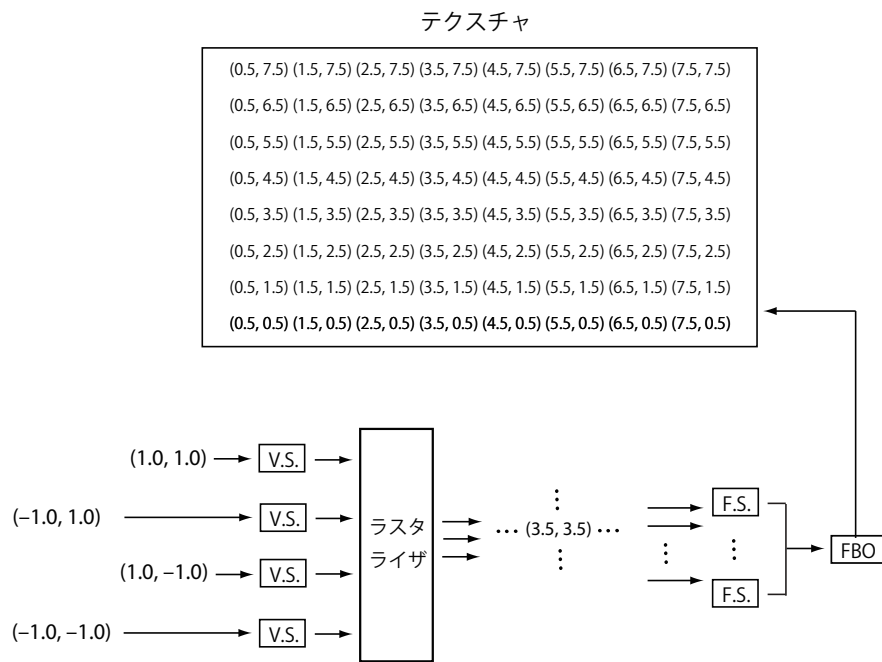 テクスチャ
(0.5, 7.5) (1.5, 7.5) (2.5, 7.5) (3.5, 7.5) (4.5, 7.5) (5.5, 7.5) (6.5, 7.5) (7.5, 7.5)
(0.5, 6.5) (1.5, 6.5) (2.5, 6.5) (3.5, 6.5) (4.5, 6.5) (5.5, 6.5) (6.5, 6.5) (7.5, 6.5)
(0.5, 5.5) (1.5, 5.5) (2.5, 5.5) (3.5, 5.5) (4.5, 5.5) (5.5, 5.5) (6.5, 5.5) (7.5, 5.5)
(0.5, 4.5) (1.5, 4.5) (2.5, 4.5) (3.5, 4.5) (4.5, 4.5) (5.5, 4.5) (6.5, 4.5) (7.5, 4.5)
(0.5, 3.5) (1.5, 3.5) (2.5, 3.5) (3.5, 3.5) (4.5, 3.5) (5.5, 3.5) (6.5, 3.5) (7.5, 3.5)
(0.5, 2.5) (1.5, 2.5) (2.5, 2.5) (3.5, 2.5) (4.5, 2.5) (5.5, 2.5) (6.5, 2.5) (7.5, 2.5)
(0.5, 1.5) (1.5, 1.5) (2.5, 1.5) (3.5, 1.5) (4.5, 1.5) (5.5, 1.5) (6.5, 1.5) (7.5, 1.5)
(0.5, 0.5) (1.5, 0.5) (2.5, 0.5) (3.5, 0.5) (4.5, 0.5) (5.5, 0.5) (6.5, 0.5) (7.5, 0.5)
(1.0, 1.0)
V.S.
(–1.0, 1.0)
V.S.
(1.0, –1.0)
V.S.
(–1.0, –1.0)
V.S.
ラスタ
ライザ
… (3.5, 3.5) …
F.S.
F.S.
FBO